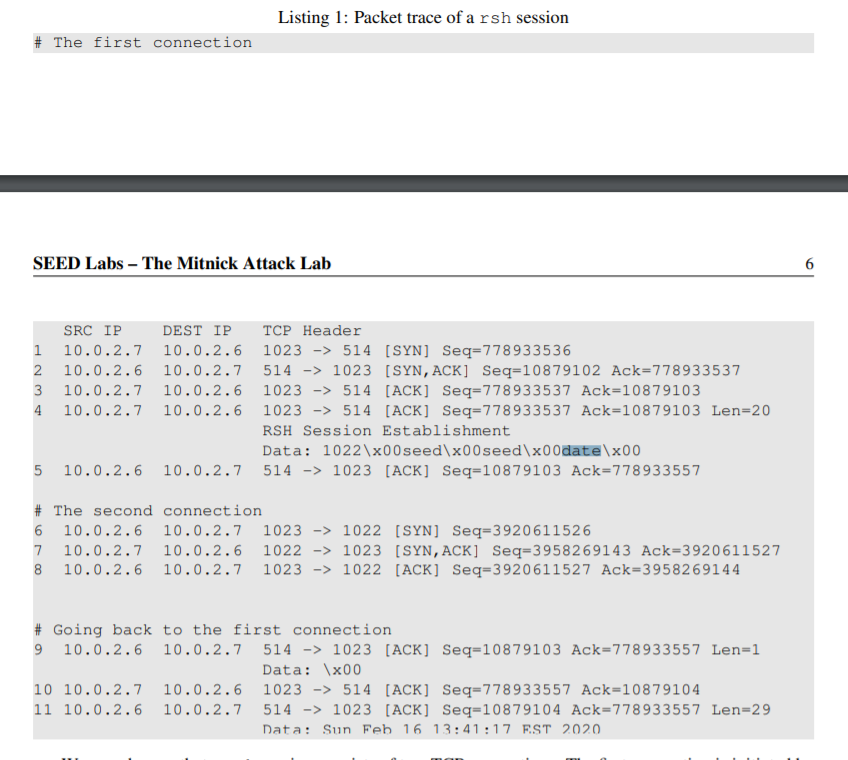 Listing 1: Packet trace of a rsh session
# The first connection
SEED Labs – The Mitnick Attack Lab 6
SRC IP DEST IP TCP Header
1 10.0.2.7 10.0.2.6 1023 -> 514 [SYN] Seq=778933536
2 10.0.2.6 10.0.2.7 514 -> 1023 [SYN,ACK] Seq=10879102 Ack=778933537
3 10.0.2.7 10.0.2.6 1023 -> 514 [ACK] Seq=778933537 Ack=10879103
4 10.0.2.7 10.0.2.6 1023 -> 514 [ACK] Seq=778933537 Ack=10879103 Len=20
RSH Session Establishment
Data: 1022\x00seed\x00seed\x00date\x00
5 10.0.2.6 10.0.2.7 514 -> 1023 [ACK] Seq=10879103 Ack=778933557
# The second connection
6 10.0.2.6 10.0.2.7 1023 -> 1022 [SYN] Seq=3920611526
7 10.0.2.7 10.0.2.6 1022 -> 1023 [SYN,ACK] Seq=3958269143 Ack=3920611527
8 10.0.2.6 10.0.2.7 1023 -> 1022 [ACK] Seq=3920611527 Ack=3958269144
# Going back to the first connection
9 10.0.2.6 10.0.2.7 514 -> 1023 [ACK] Seq=10879103 Ack=778933557 Len=1
Data: \x00
10 10.0.2.7 10.0.2.6 1023 -> 514 [ACK] Seq=778933557 Ack=10879104
11 10.0.2.6 10.0.2.7 514 -> 1023 [ACK] Seq=10879104 Ack=778933557 Len=29
Data: Sun Feb 16 13:41:17 EST 2020